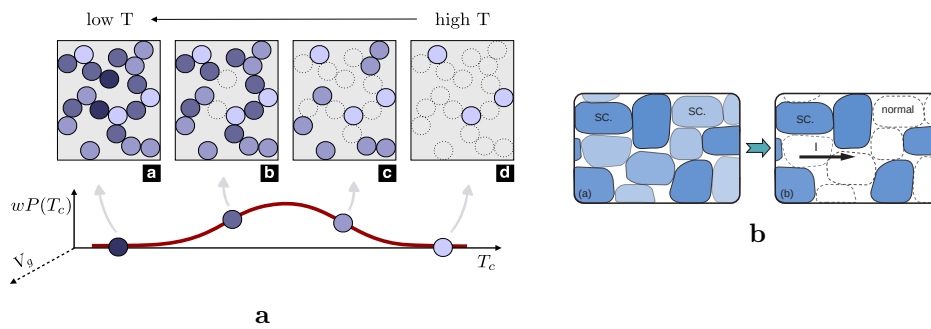 low T
high T
a
b
c
d
wP(T_c)
T_c
V_g
a
SC.
SC.
(a)
SC.
normal
I
(b)
b